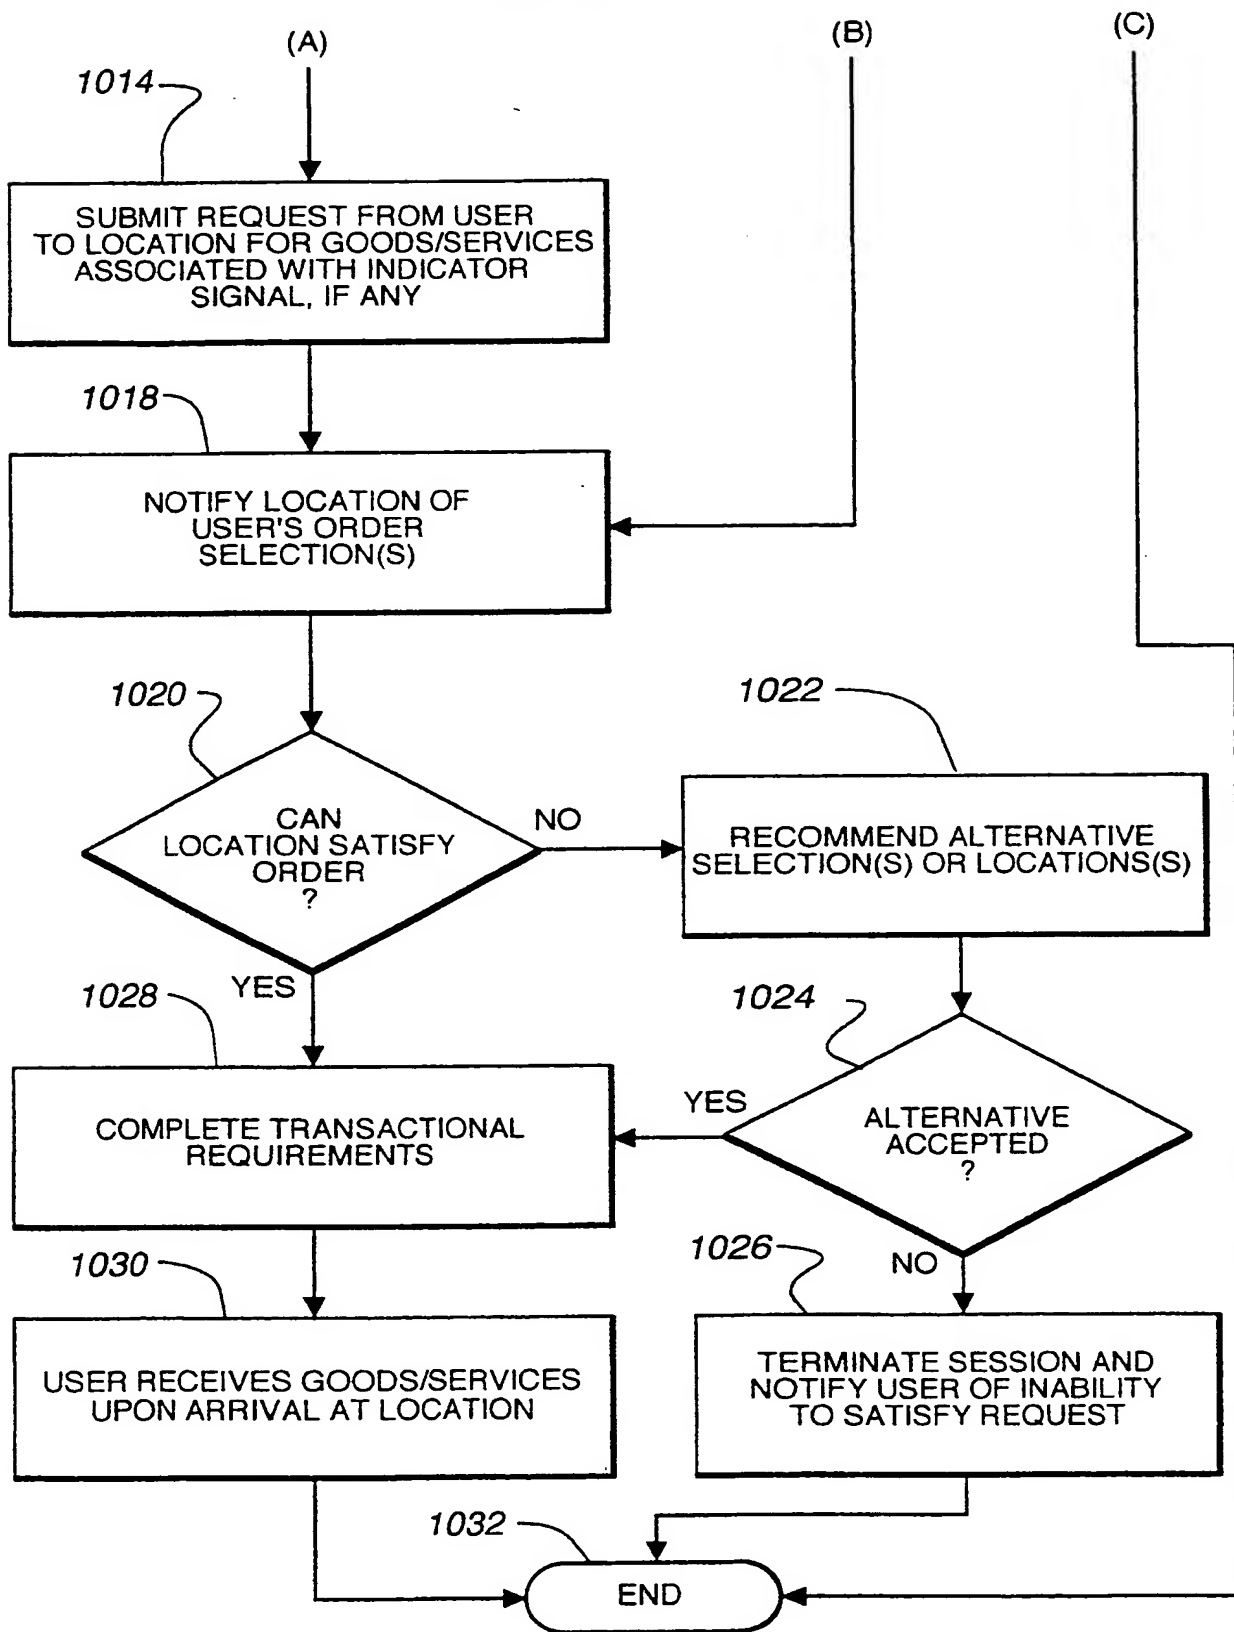 (A)
(B)
(C)
1014
SUBMIT REQUEST FROM USER
TO LOCATION FOR GOODS/SERVICES
ASSOCIATED WITH INDICATOR
SIGNAL, IF ANY
1018
NOTIFY LOCATION OF
USER'S ORDER
SELECTION(S)
1020
CAN
LOCATION SATISFY
ORDER
?
NO
YES
1022
RECOMMEND ALTERNATIVE
SELECTION(S) OR LOCATIONS(S)
1024
ALTERNATIVE
ACCEPTED
?
YES
NO
1028
COMPLETE TRANSACTIONAL
REQUIREMENTS
1026
TERMINATE SESSION AND
NOTIFY USER OF INABILITY
TO SATISFY REQUEST
1030
USER RECEIVES GOODS/SERVICES
UPON ARRIVAL AT LOCATION
1032
END